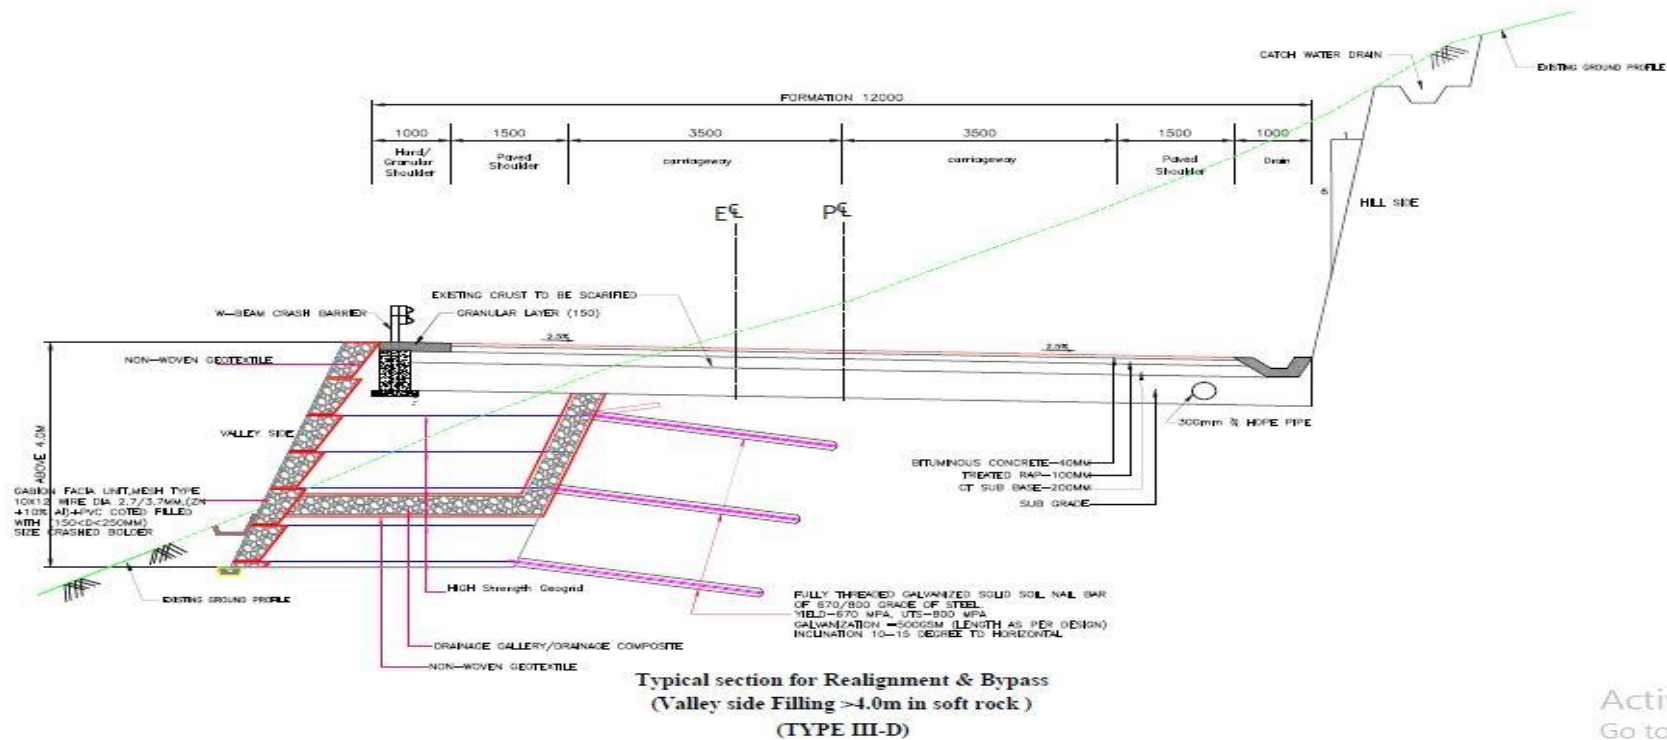 CATCH WATER DRAIN
EXISTING GROUND PROFILE
FORMATION 12000
1000
1500
3500
3500
1500
1000
Hard/
Granular
Shoulder
Paved
Shoulder
carriageway
carriageway
Paved
Shoulder
Drain
1
6
HILL SIDE
E℄
P℄
EXISTING CRUST TO BE SCARIFIED
W-BEAM CRASH BARRIER
GRANULAR LAYER (150)
2.5%
2.5%
NON-WOVEN GEOTEXTILE
ABOVE 4.0M
VALLEY SIDE
300mm HDPE PIPE
BITUMINOUS CONCRETE-40MM
TREATED RAP-100MM
CT SUB BASE-200MM
SUB GRADE
GABION FACIA UNIT,MESH TYPE
10X12 WIRE DIA 2.7/3.7MM,(ZN
+10% Al)+PVC COTED FILLED
WITH (150<D<250MM)
SIZE CRASHED BOLDER
EXISTING GROUND PROFILE
HIGH Strength Geogrid
FULLY THREADED GALVANIZED SOLID SOIL NAIL BAR
OF 670/800 GRADE OF STEEL.
YIELD-670 MPA, UTS-800 MPA
GALVANIZATION =500GSM (LENGTH AS PER DESIGN)
INCLINATION 10-15 DEGREE TO HORIZONTAL
DRAINAGE GALLERY/DRAINAGE COMPOSITE
NON-WOVEN GEOTEXTILE
Typical section for Realignment & Bypass
(Valley side Filling >4.0m in soft rock )
(TYPE III-D)
Acti
Go to